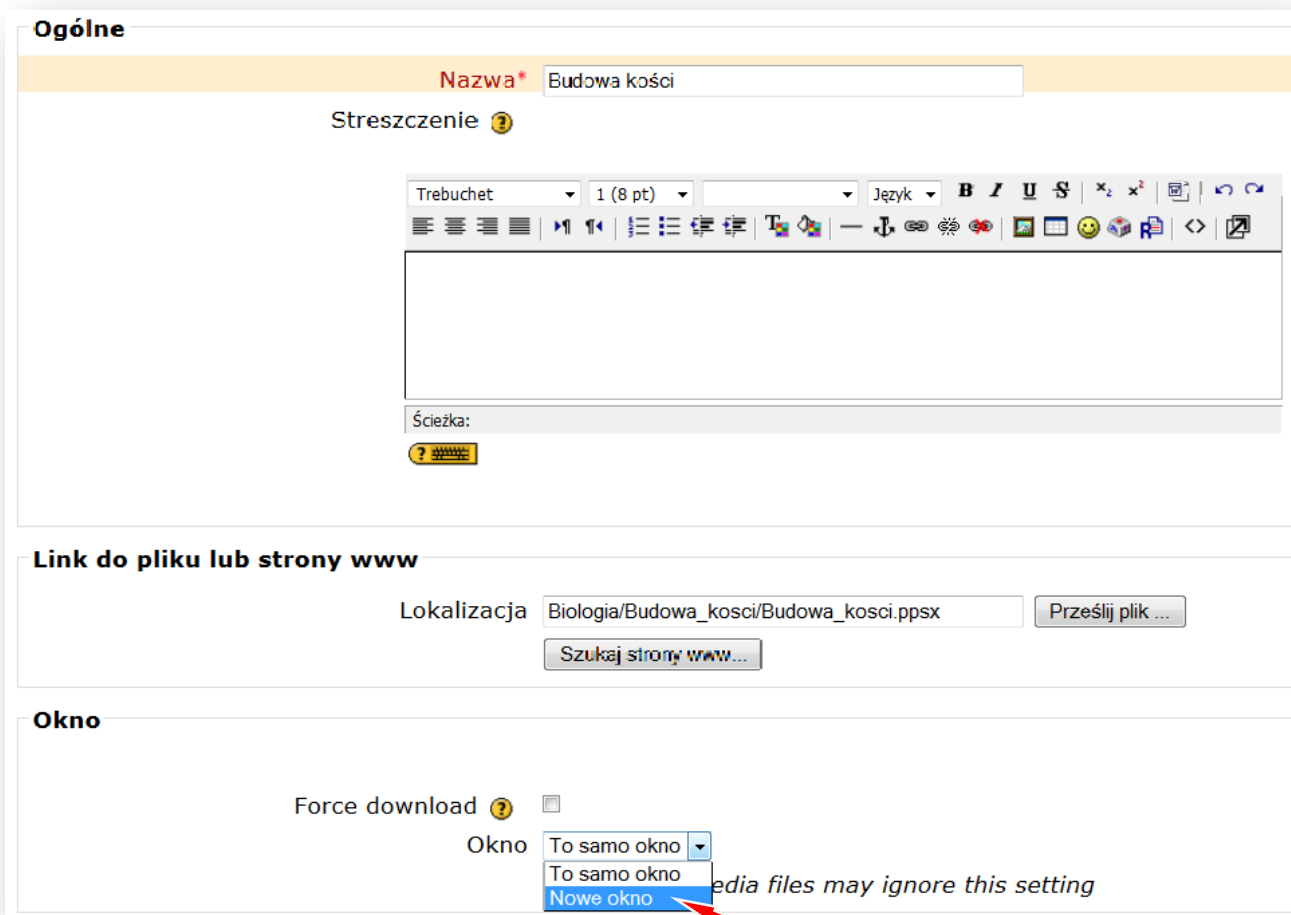 Ogólne
Nazwa* Budowa kości
Streszczenie ?
Trebuchet 1 (8 pt) Język B I U S x₂ x²
Ścieżka:
?
Link do pliku lub strony www
Lokalizacja Biologia/Budowa_kosci/Budowa_kosci.ppsx Prześlij plik ...
Szukaj strony www...
Okno
Force download ?
Okno To samo okno
To samo okno
edia files may ignore this setting
Nowe okno